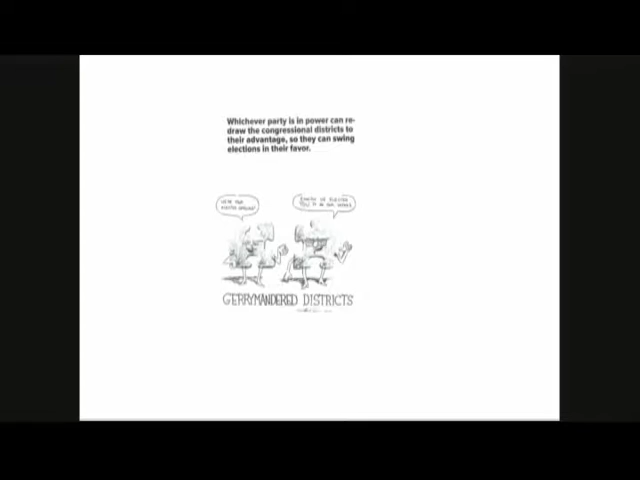 Whichever party is in power can re-
draw the congressional districts to
their advantage, so they can swing
elections in their favor.
GERRYMANDERED DISTRICTS